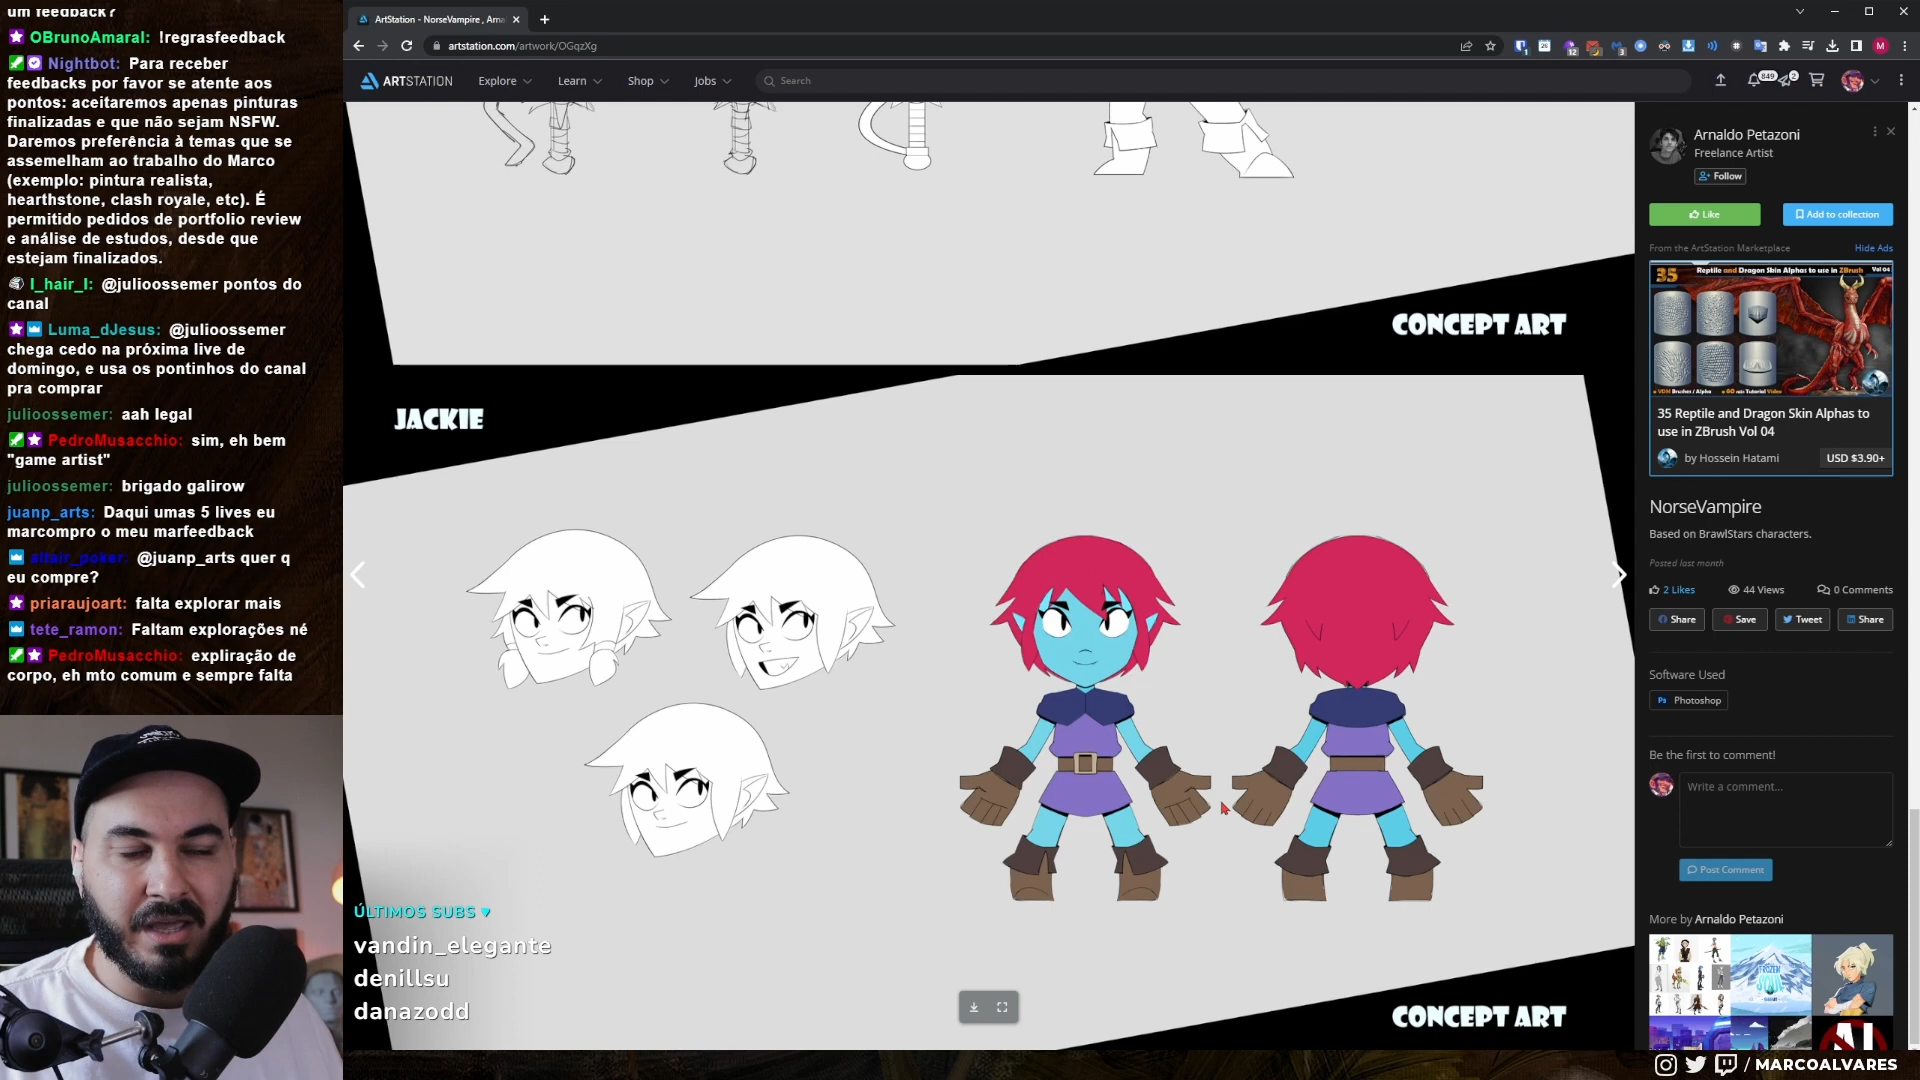 um feedback?
OBrunoAmaral: !regrasfeedback
Nightbot: Para receber
feedbacks por favor se atente aos
pontos: aceitaremos apenas pinturas
finalizadas e que não sejam NSFW.
Daremos preferência à temas que se
assemelham ao trabalho do Marco
(exemplo: pintura realista,
hearthstone, clash royale, etc). É
permitido pedidos de portfolio review
e análise de estudos, desde que
estejam finalizados.
l_hair_l: @julioossemer pontos do
canal
Luma_dJesus: @julioossemer
chega cedo na próxima live de
domingo, e usa os pontinhos do canal
pra comprar
julioossemer: aah legal
PedroMusacchio: sim, eh bem
"game artist"
julioossemer: brigado galirow
juanp_arts: Daqui umas 5 lives eu
marcompro o meu marfeedback
altair_poker: @juanp_arts quer q
eu compre?
priaraujoart: falta explorar mais
tete_ramon: Faltam explorações né
PedroMusacchio: expliração de
corpo, eh mto comum e sempre falta
ArtStation - NorseVampire , Arna
artstation.com/artwork/OGqzXg
ARTSTATION
Explore
Learn
Shop
Jobs
Search
849
2
CONCEPT ART
JACKIE
CONCEPT ART
ÚLTIMOS SUBS ♥
vandin_elegante
denillsu
danazodd
Arnaldo Petazoni
Freelance Artist
Follow
Like
Add to collection
From the ArtStation Marketplace
Hide Ads
35 Reptile and Dragon Skin Alphas to use in ZBrush Vol 04
35 Reptile and Dragon Skin Alphas to
use in ZBrush Vol 04
by Hossein Hatami
USD $3.90+
NorseVampire
Based on BrawlStars characters.
Posted last month
2 Likes
44 Views
0 Comments
Share
Save
Tweet
Share
Software Used
Ps Photoshop
Be the first to comment!
Write a comment...
Post Comment
More by Arnaldo Petazoni
FROZEN
AI
/ MARCOALVARES